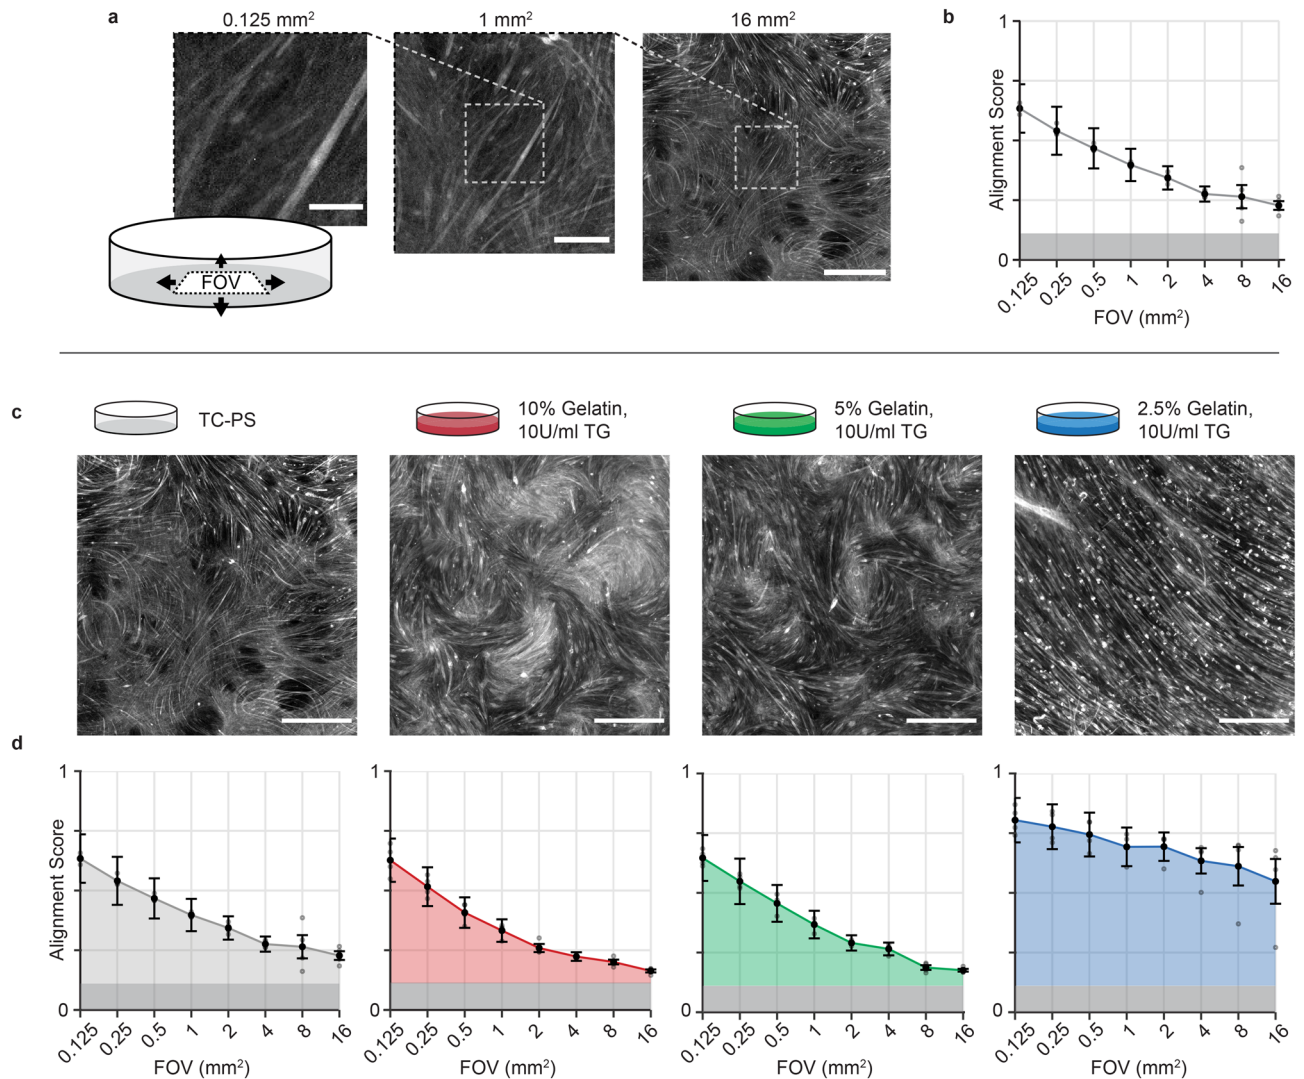 a
0.125 mm²
1 mm²
16 mm²
FOV
b
1
Alignment Score
0
0.125
0.25
0.5
1
2
4
8
16
FOV (mm²)
c
TC-PS
10% Gelatin,
10U/ml TG
5% Gelatin,
10U/ml TG
2.5% Gelatin,
10U/ml TG
d
1
Alignment Score
0
0.125
0.25
0.5
1
2
4
8
16
FOV (mm²)
1
0
0.125
0.25
0.5
1
2
4
8
16
FOV (mm²)
1
0
0.125
0.25
0.5
1
2
4
8
16
FOV (mm²)
1
0
0.125
0.25
0.5
1
2
4
8
16
FOV (mm²)